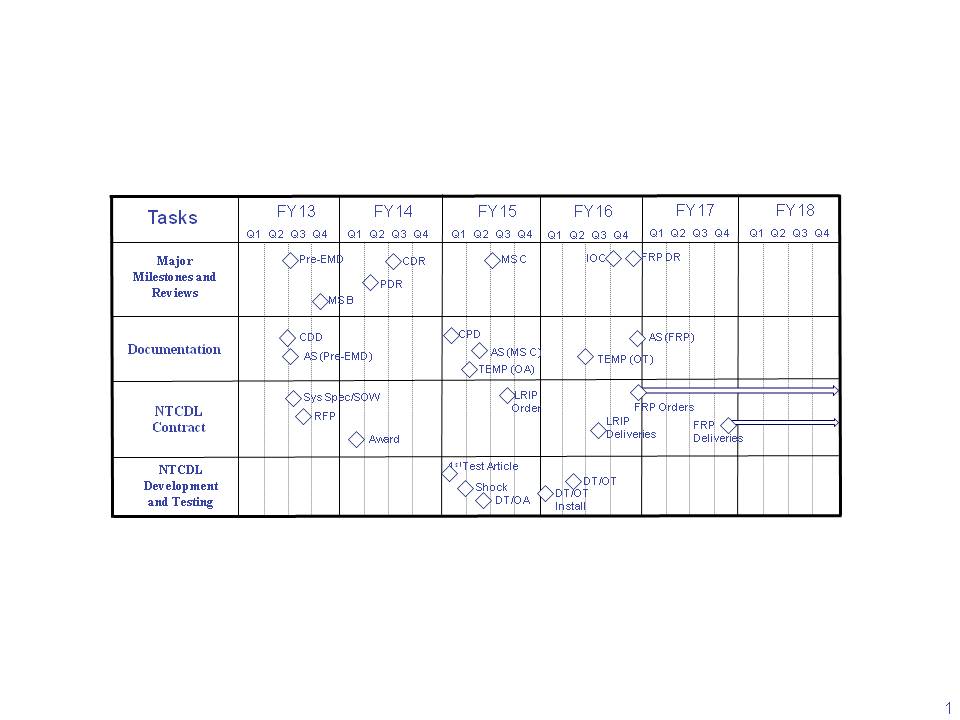 Tasks FY13 FY14 FY15 FY16 FY17 FY18
Q1 Q2 Q3 Q4 Q1 Q2 Q3 Q4 Q1 Q2 Q3 Q4 Q1 Q2 Q3 Q4 Q1 Q2 Q3 Q4 Q1 Q2 Q3 Q4
Major
Milestones and
Reviews
Pre-EMD
CDR
MS C
IOC
FRP DR
PDR
MS B
Documentation
CDD
CPD
AS (FRP)
AS (Pre-EMD)
AS (MS C)
TEMP (OT)
TEMP (OA)
NTCDL
Contract
Sys Spec/SOW
LRIP
Order
FRP Orders
RFP
LRIP
Deliveries
FRP
Deliveries
Award
NTCDL
Development
and Testing
1st Test Article
Shock
DT/OA
DT/OT
DT/OT
Install
1